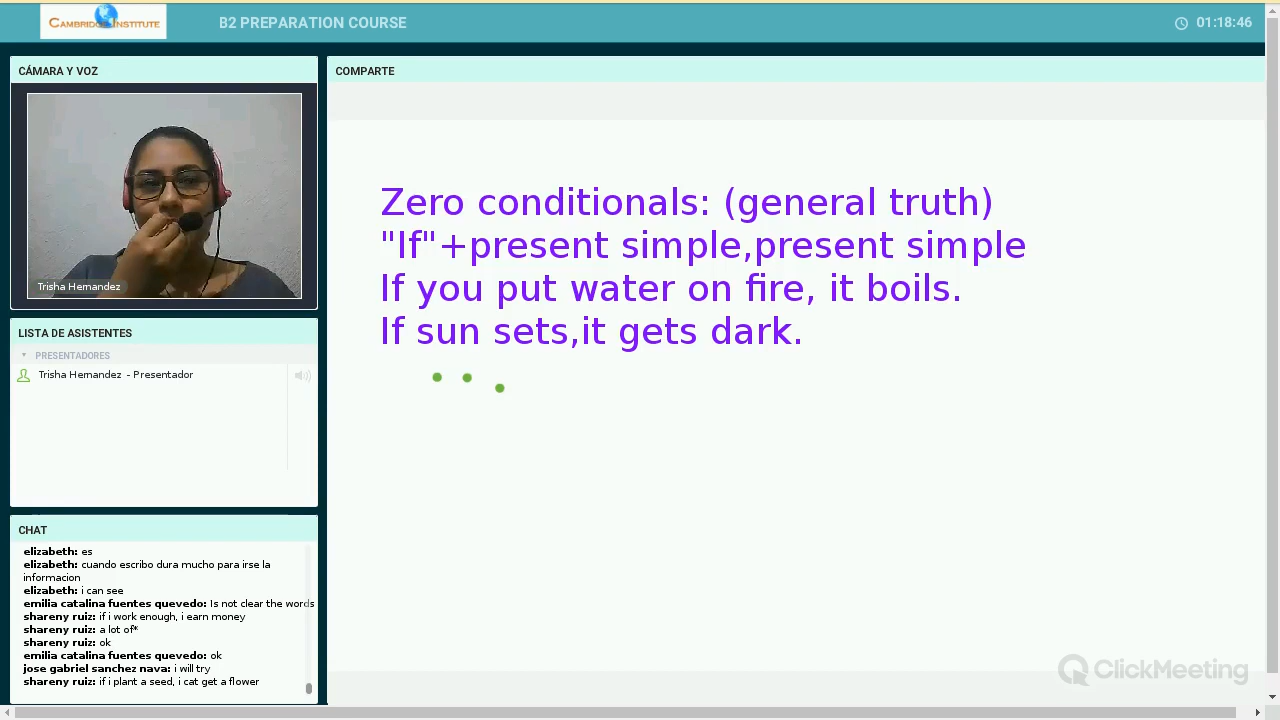 CAMBRIDGE INSTITUTE
B2 PREPARATION COURSE
01:18:46
CÁMARA Y VOZ
Trisha Hernandez
LISTA DE ASISTENTES
PRESENTADORES
Trisha Hernandez - Presentador
CHAT
elizabeth: es
elizabeth: cuando escribo dura mucho para irse la
informacion
elizabeth: i can see
emilia catalina fuentes quevedo: Is not clear the words
shareny ruiz: if i work enough, i earn money
shareny ruiz: a lot of*
shareny ruiz: ok
emilia catalina fuentes quevedo: ok
jose gabriel sanchez nava: i will try
shareny ruiz: if i plant a seed, i cat get a flower
COMPARTE
Zero conditionals: (general truth)
"If"+present simple,present simple
If you put water on fire, it boils.
If sun sets,it gets dark.
ClickMeeting